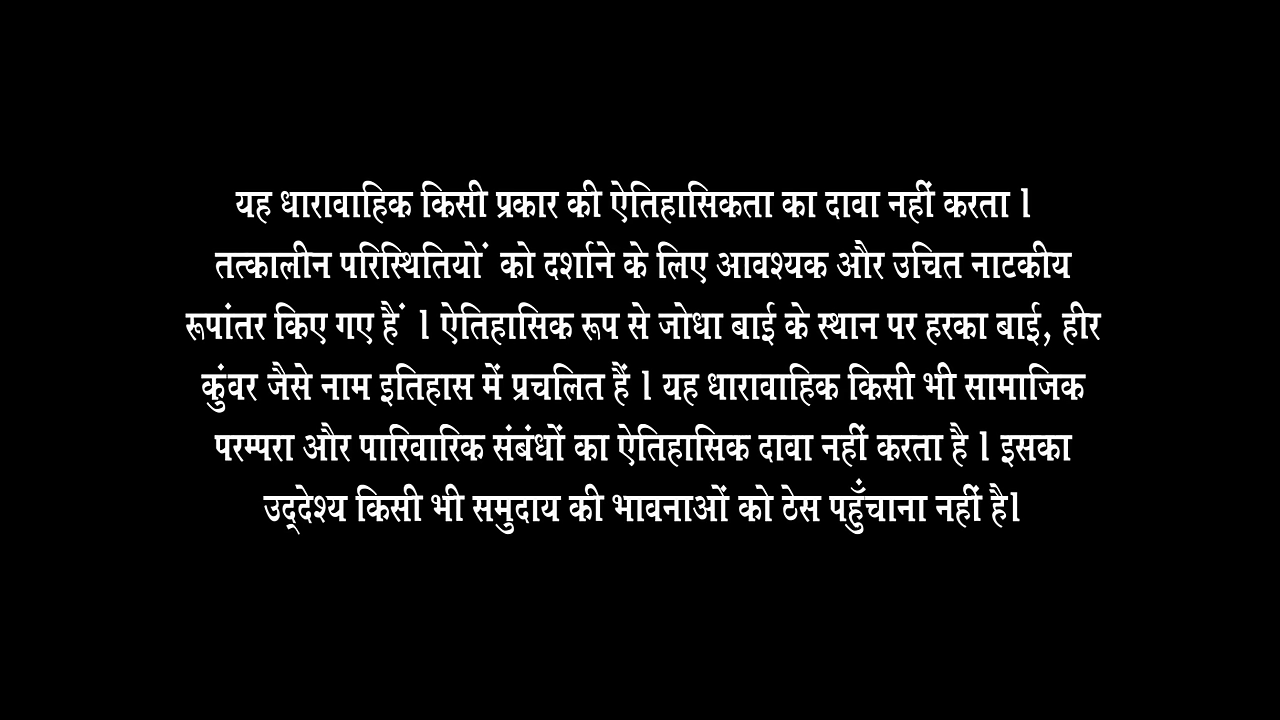 यह धारावाहिक किसी प्रकार की ऐतिहासिकता का दावा नहीं करता l
तत्कालीन परिस्थितियों को दर्शाने के लिए आवश्यक और उचित नाटकीय
रूपांतर किए गए हैं l ऐतिहासिक रूप से जोधा बाई के स्थान पर हरका बाई, हीर
कुंवर जैसे नाम इतिहास में प्रचलित हैं l यह धारावाहिक किसी भी सामाजिक
परम्परा और पारिवारिक संबंधों का ऐतिहासिक दावा नहीं करता है l इसका
उद्‌देश्य किसी भी समुदाय की भावनाओं को ठेस पहुँचाना नहीं है।